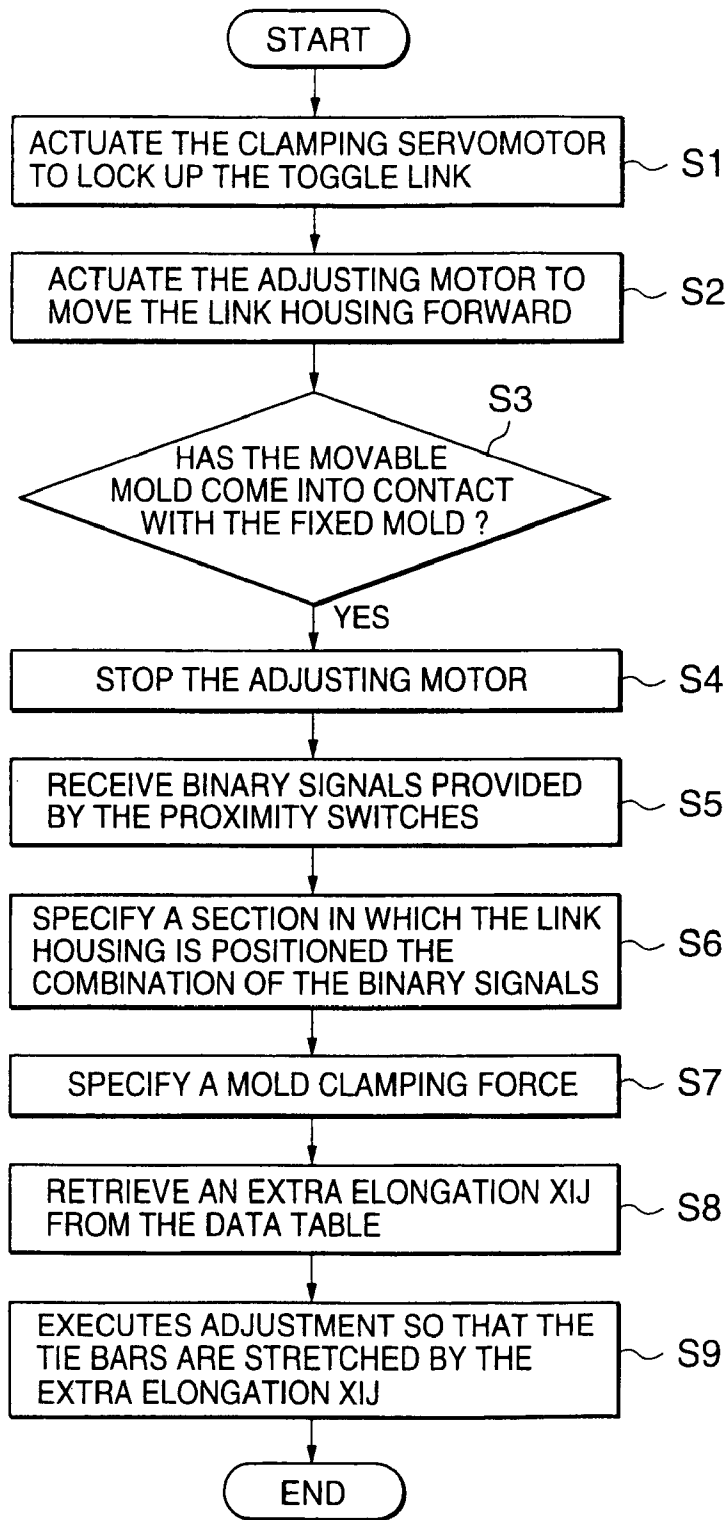 START
ACTUATE THE CLAMPING SERVOMOTOR
TO LOCK UP THE TOGGLE LINK
S1
ACTUATE THE ADJUSTING MOTOR TO
MOVE THE LINK HOUSING FORWARD
S2
S3
HAS THE MOVABLE
MOLD COME INTO CONTACT
WITH THE FIXED MOLD ?
YES
STOP THE ADJUSTING MOTOR
S4
RECEIVE BINARY SIGNALS PROVIDED
BY THE PROXIMITY SWITCHES
S5
SPECIFY A SECTION IN WHICH THE LINK
HOUSING IS POSITIONED THE
COMBINATION OF THE BINARY SIGNALS
S6
SPECIFY A MOLD CLAMPING FORCE
S7
RETRIEVE AN EXTRA ELONGATION XIJ
FROM THE DATA TABLE
S8
EXECUTES ADJUSTMENT SO THAT THE
TIE BARS ARE STRETCHED BY THE
EXTRA ELONGATION XIJ
S9
END